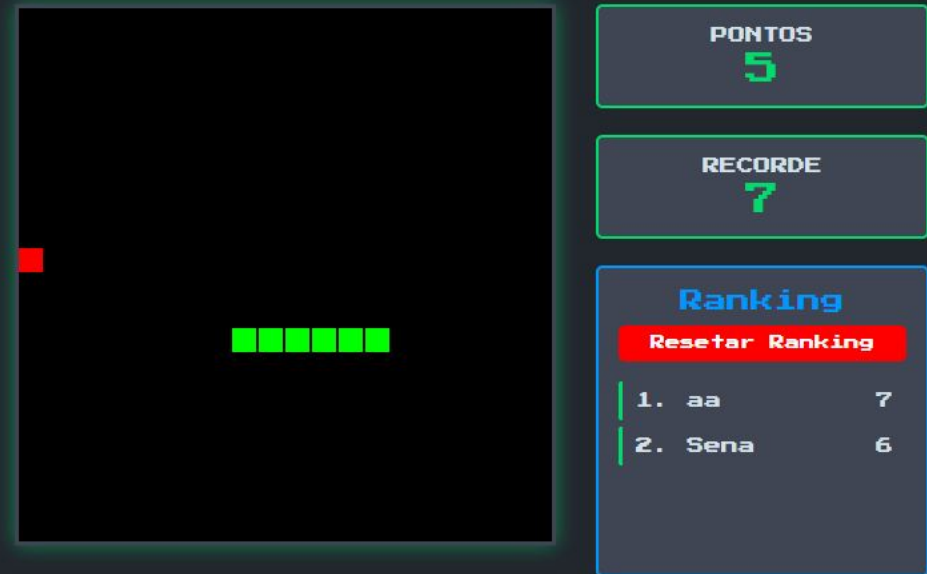 PONTOS
5
RECORDE
7
Ranking
Resetar Ranking
1. aa 7
2. Sena 6